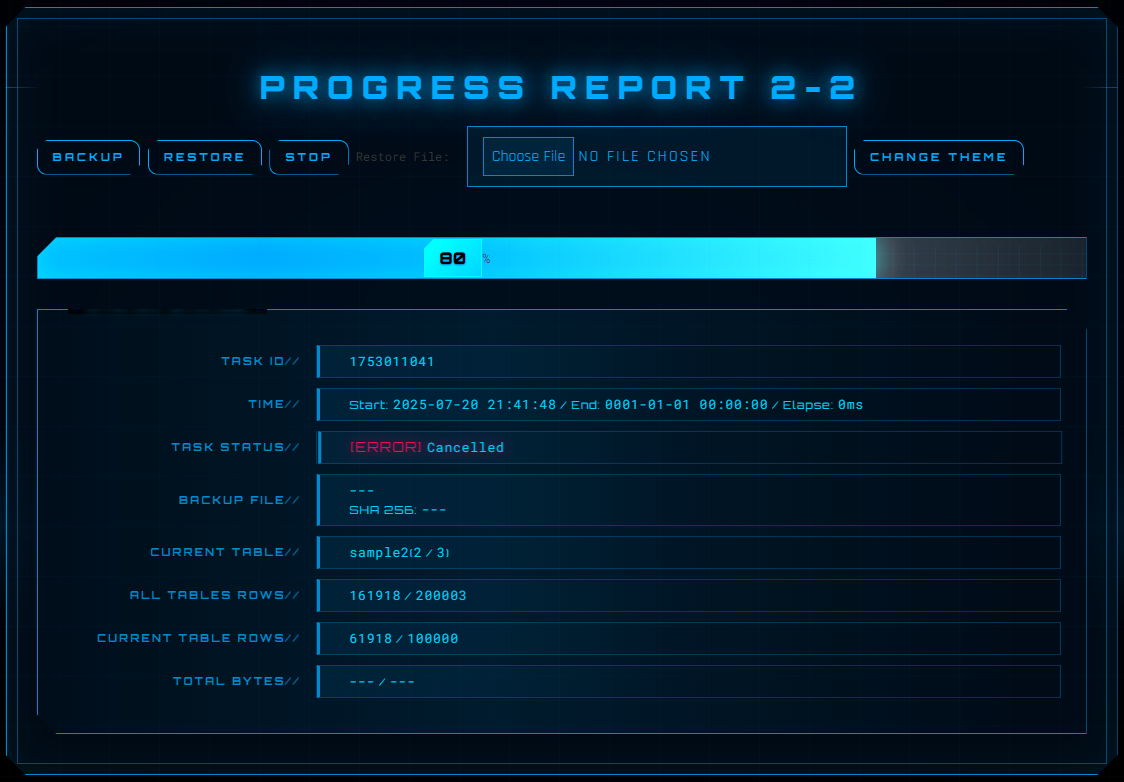 PROGRESS REPORT 2-2
BACKUP RESTORE STOP Restore File: Choose File NO FILE CHOSEN CHANGE THEME
80 %
TASK ID// 1753011041
TIME// Start: 2025-07-20 21:41:48 / End: 0001-01-01 00:00:00 / Elapse: 0ms
TASK STATUS// [ERROR] Cancelled
BACKUP FILE// ---
SHA 256: ---
CURRENT TABLE// sample2(2 / 3)
ALL TABLES ROWS// 161918 / 200003
CURRENT TABLE ROWS// 61918 / 100000
TOTAL BYTES// --- / ---